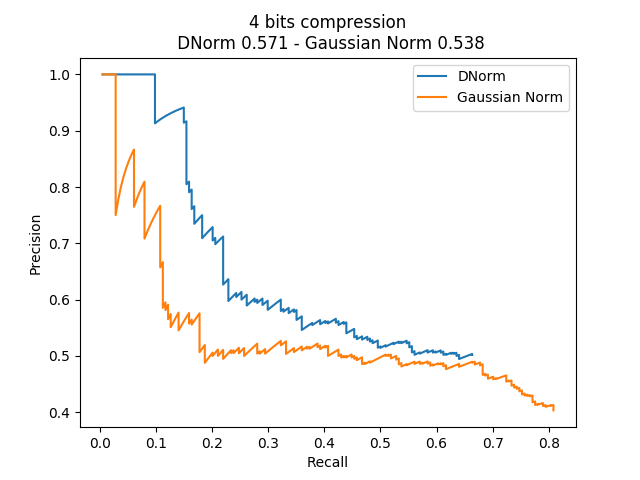 4 bits compression
DNorm 0.571 - Gaussian Norm 0.538
DNorm
Gaussian Norm
Precision
1.0
0.9
0.8
0.7
0.6
0.5
0.4
0.0 0.1 0.2 0.3 0.4 0.5 0.6 0.7 0.8
Recall